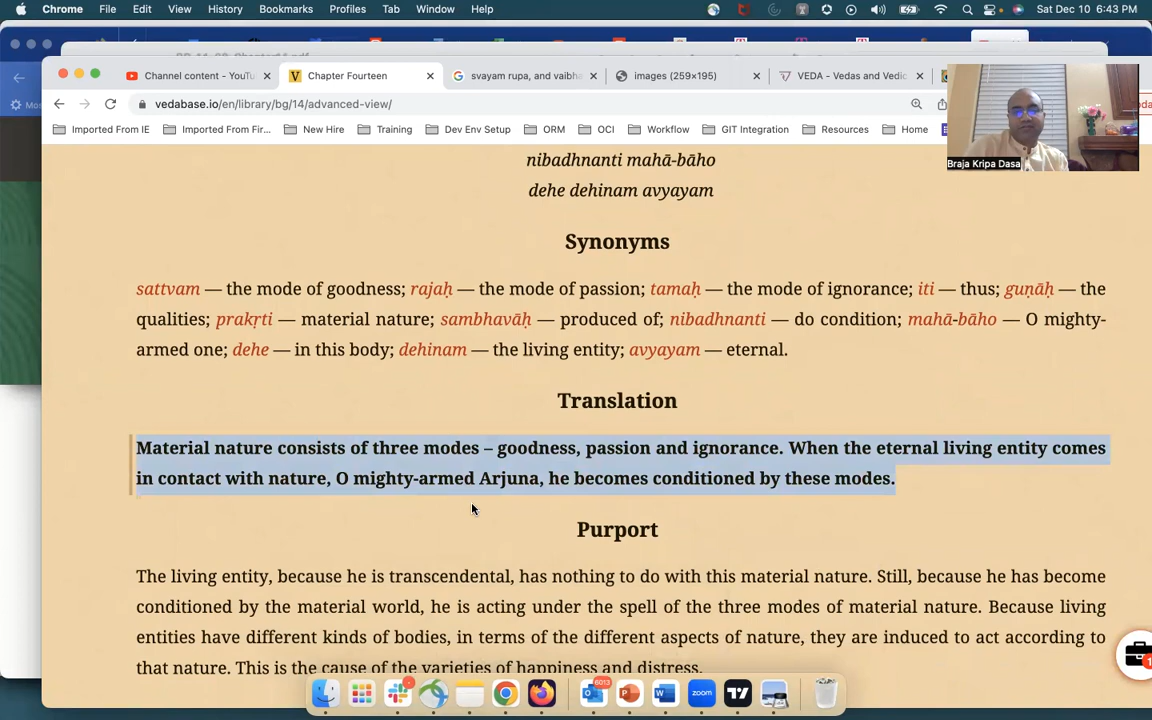 Chrome File Edit View History Bookmarks Profiles Tab Window Help Sat Dec 10 6:43 PM
Channel content - YouTu Chapter Fourteen svayam rupa, and vaibh images (259×195) VEDA - Vedas and Vedic
vedabase.io/en/library/bg/14/advanced-view/
Imported From IE Imported From Fir... New Hire Training Dev Env Setup ORM OCI Workflow GIT Integration Resources Home
Braja Kripa Dasa
nibadhnanti mahā-bāho
dehe dehinam avyayam
Synonyms
sattvam — the mode of goodness; rajaḥ — the mode of passion; tamaḥ — the mode of ignorance; iti — thus; guṇāḥ — the
qualities; prakṛti — material nature; sambhavāḥ — produced of; nibadhnanti — do condition; mahā-bāho — O mighty-
armed one; dehe — in this body; dehinam — the living entity; avyayam — eternal.
Translation
Material nature consists of three modes – goodness, passion and ignorance. When the eternal living entity comes
in contact with nature, O mighty-armed Arjuna, he becomes conditioned by these modes.
Purport
The living entity, because he is transcendental, has nothing to do with this material nature. Still, because he has become
conditioned by the material world, he is acting under the spell of the three modes of material nature. Because living
entities have different kinds of bodies, in terms of the different aspects of nature, they are induced to act according to
that nature. This is the cause of the varieties of happiness and distress.
6013
zoom